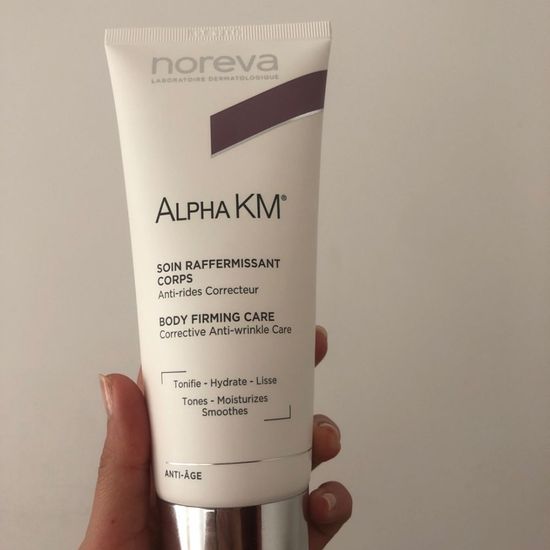 noreva
LABORATOIRE DERMATOLOGIQUE
ALPHA KM®
SOIN RAFFERMISSANT
CORPS
Anti-rides Correcteur
BODY FIRMING CARE
Corrective Anti-wrinkle Care
Tonifie - Hydrate - Lisse
Tones - Moisturizes
Smoothes
ANTI-ÂGE